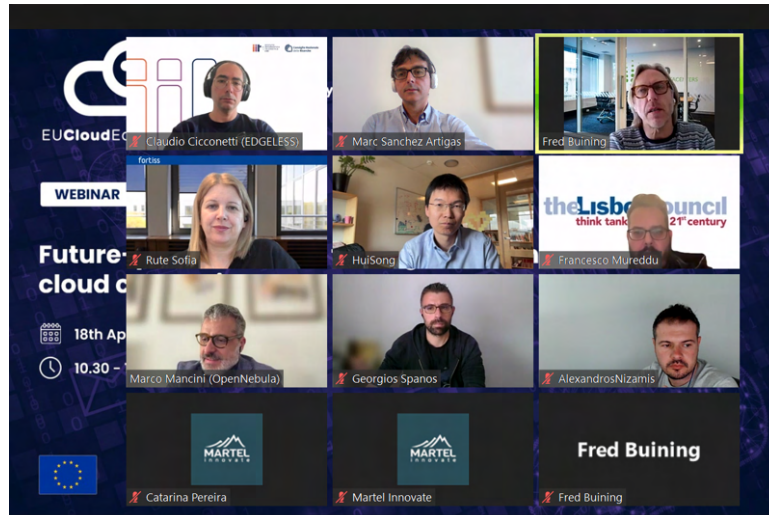 EUCloudEd
WEBINAR
Future-
cloud c
18th Ap
10.30 -
Claudio Cicconetti (EDGELESS)
Marc Sanchez Artigas
Fred Buining
fortiss
Rute Sofia
HuiSong
the Lisbo council
think tank 21st century
Francesco Mureddu
Marco Mancini (OpenNebula)
Georgios Spanos
AlexandrosNizamis
MARTEL
innovate
Catarina Pereira
MARTEL
innovate
Martel Innovate
Fred Buining
Fred Buining